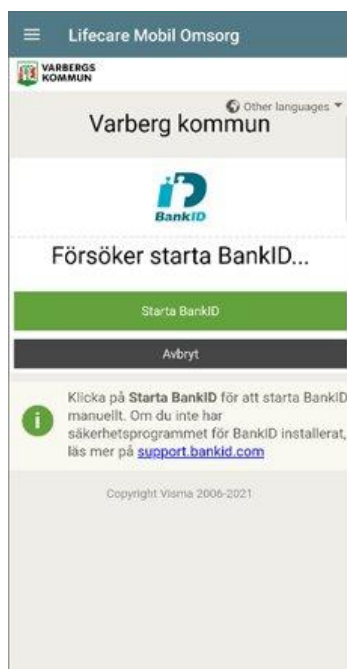 Lifecare Mobil Omsorg
VARBERGS
KOMMUN
Other languages
Varberg kommun
BankID
Försöker starta BankID...
Starta BankID
Avbryt
Klicka på Starta BankID för att starta BankID
manuellt. Om du inte har
säkerhetsprogrammet för BankID installerat,
läs mer på support.bankid.com
Copyright Visma 2006-2021